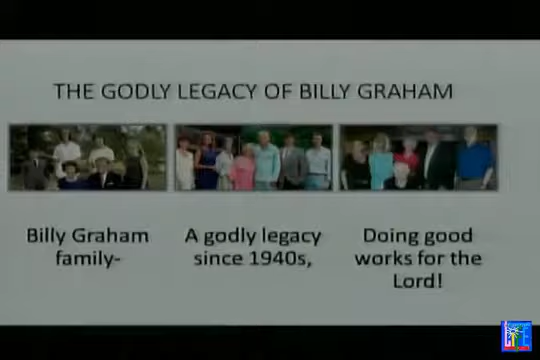 THE GODLY LEGACY OF BILLY GRAHAM
Billy Graham
family-
A godly legacy
since 1940s,
Doing good
works for the
Lord!